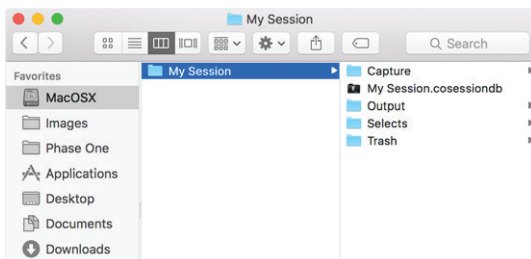 My Session
Search
Favorites
MacOSX
Images
Phase One
Applications
Desktop
Documents
Downloads
My Session
Capture
My Session.cosessiondb
Output
Selects
Trash